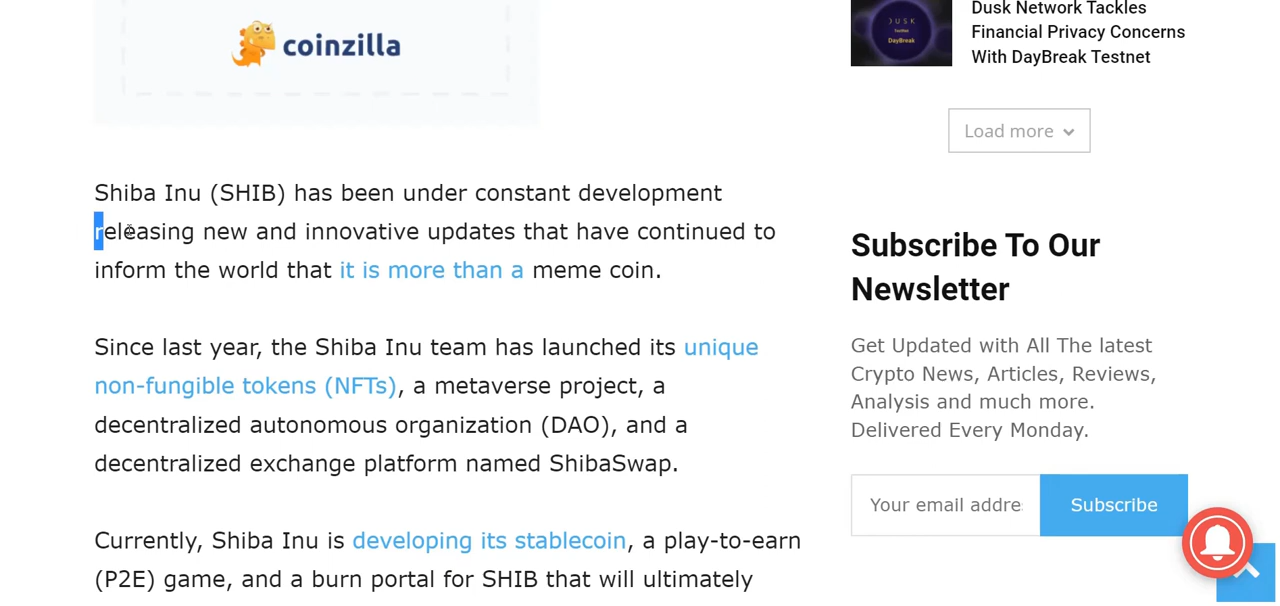 coinzilla
Shiba Inu (SHIB) has been under constant development
releasing new and innovative updates that have continued to
inform the world that it is more than a meme coin.
Since last year, the Shiba Inu team has launched its unique
non-fungible tokens (NFTs), a metaverse project, a
decentralized autonomous organization (DAO), and a
decentralized exchange platform named ShibaSwap.
Currently, Shiba Inu is developing its stablecoin, a play-to-earn
(P2E) game, and a burn portal for SHIB that will ultimately
DUSK
TestNet
DayBreak
Dusk Network Tackles
Financial Privacy Concerns
With DayBreak Testnet
Load more
Subscribe To Our
Newsletter
Get Updated with All The latest
Crypto News, Articles, Reviews,
Analysis and much more.
Delivered Every Monday.
Your email addre
Subscribe